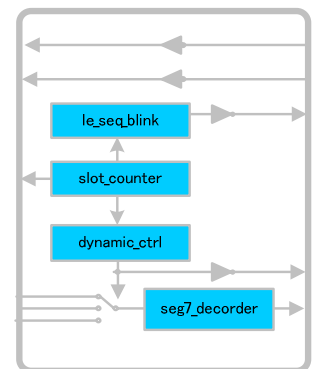 le_seq_blink
slot_counter
dynamic_ctrl
seg7_decorder